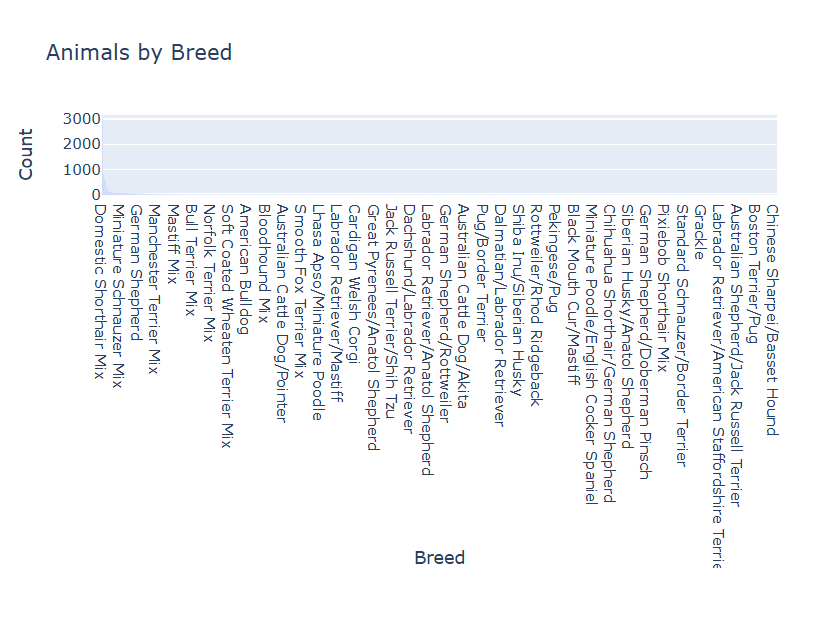 Animals by Breed
Count
3000
2000
1000
0
Domestic Shorthair Mix
Miniature Schnauzer Mix
German Shepherd
Manchester Terrier Mix
Mastiff Mix
Bull Terrier Mix
Norfolk Terrier Mix
Soft Coated Wheaten Terrier Mix
American Bulldog
Bloodhound Mix
Australian Cattle Dog/Pointer
Smooth Fox Terrier Mix
Lhasa Apso/Miniature Poodle
Labrador Retriever/Mastiff
Cardigan Welsh Corgi
Great Pyrenees/Anatol Shepherd
Jack Russell Terrier/Shih Tzu
Dachshund/Labrador Retriever
Labrador Retriever/Anatol Shepherd
German Shepherd/Rottweiler
Australian Cattle Dog/Akita
Pug/Border Terrier
Dalmatian/Labrador Retriever
Shiba Inu/Siberian Husky
Rottweiler/Rhod Ridgeback
Pekingese/Pug
Black Mouth Cur/Mastiff
Miniature Poodle/English Cocker Spaniel
Chihuahua Shorthair/German Shepherd
Siberian Husky/Anatol Shepherd
German Shepherd/Doberman Pinsch
Pixiebob Shorthair Mix
Standard Schnauzer/Border Terrier
Grackle
Labrador Retriever/American Staffordshire Terrie
Australian Shepherd/Jack Russell Terrier
Boston Terrier/Pug
Chinese Sharpei/Basset Hound
Breed